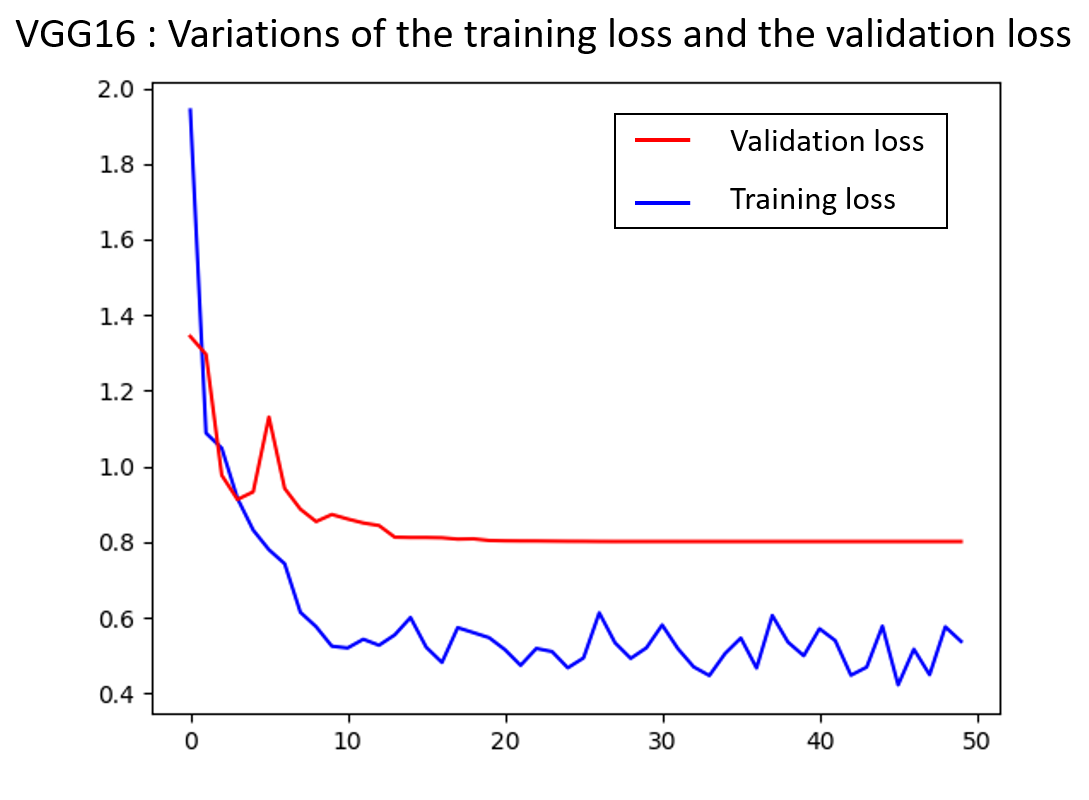 VGG16 : Variations of the training loss and the validation loss
2.0
1.8
1.6
1.4
1.2
1.0
0.8
0.6
0.4
Validation loss
Training loss
0 10 20 30 40 50